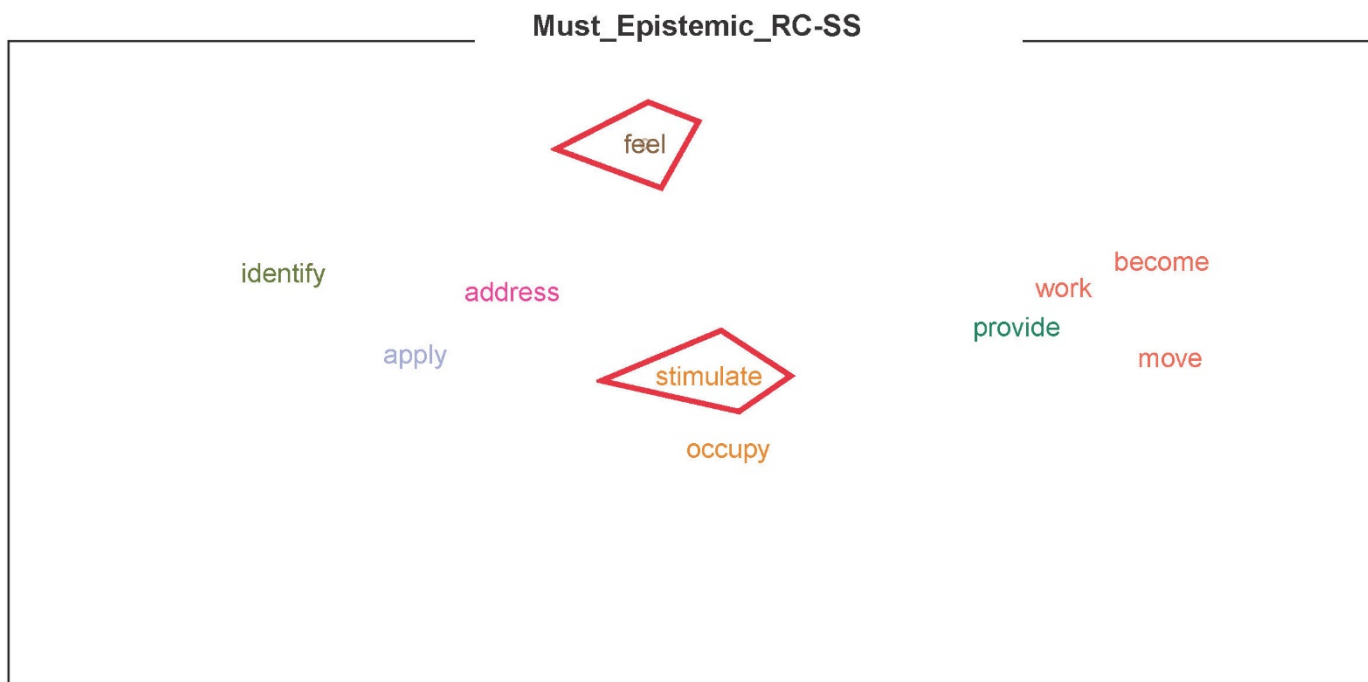 Must_Epistemic_RC-SS
feel
identify
address
become
work
provide
apply
move
stimulate
occupy